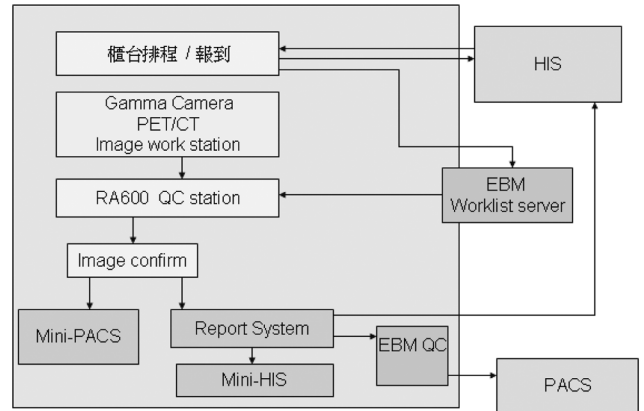 櫃台排程 / 報到
HIS
Gamma Camera
PET/CT
Image work station
RA600 QC station
EBM
Worklist server
Image confirm
Mini-PACS
Report System
EBM QC
Mini-HIS
PACS